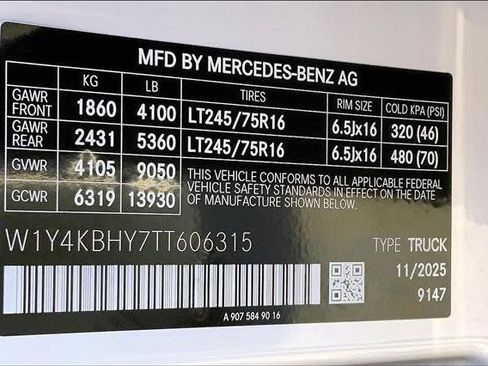 MFD BY MERCEDES-BENZ AG
KG LB TIRES RIM SIZE COLD KPA (PSI)
GAWR FRONT 1860 4100 LT245/75R16 6.5Jx16 320 (46)
GAWR REAR 2431 5360 LT245/75R16 6.5Jx16 480 (70)
GVWR 4105 9050 THIS VEHICLE CONFORMS TO ALL APPLICABLE FEDERAL
GCWR 6319 13930 VEHICLE SAFETY STANDARDS IN EFFECT ON THE DATE
OF MANUFACTURE SHOWN BELOW.
W1Y4KBHY7TT606315 TYPE TRUCK
11/2025
9147
A 907 584 90 16